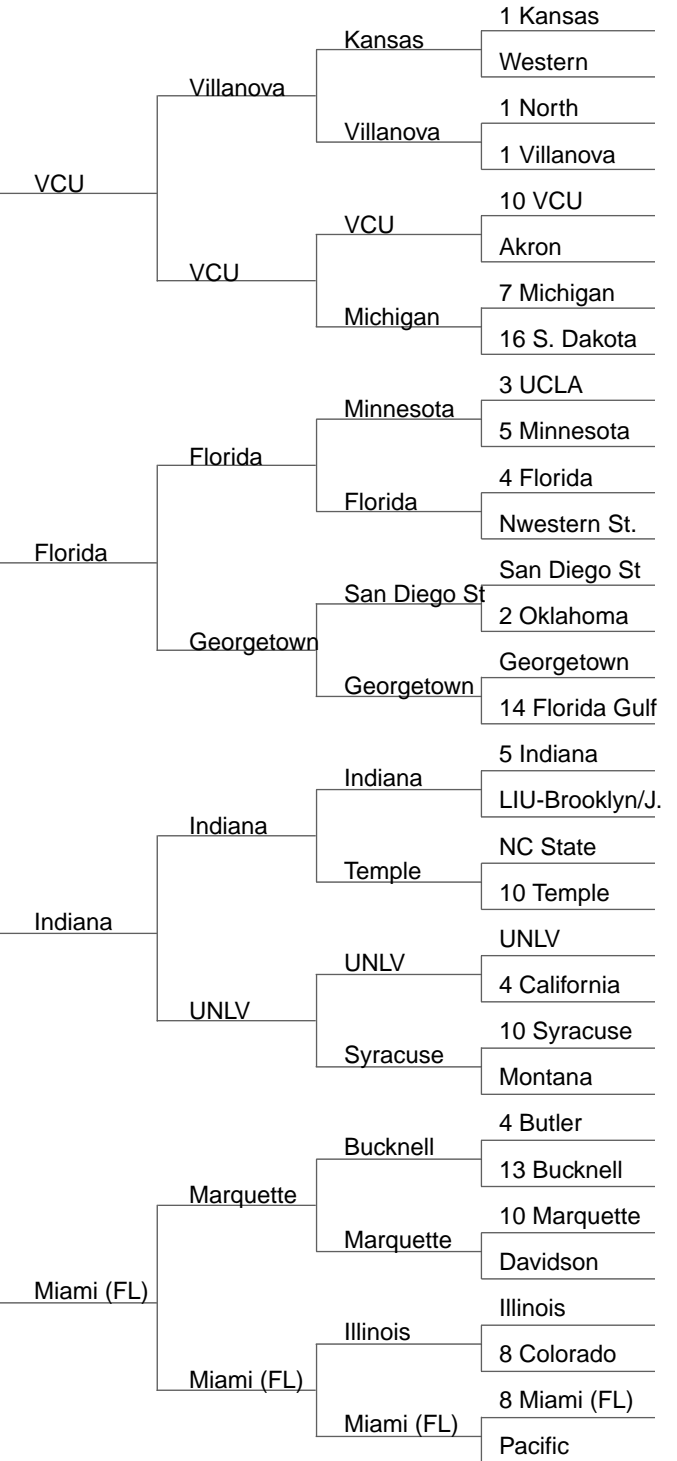 1 Kansas
Kansas
Western
Villanova
1 North
Villanova
1 Villanova
VCU
10 VCU
VCU
Akron
VCU
7 Michigan
Michigan
16 S. Dakota
3 UCLA
Minnesota
5 Minnesota
Florida
4 Florida
Florida
Nwestern St.
Florida
San Diego St
San Diego St
2 Oklahoma
Georgetown
Georgetown
Georgetown
14 Florida Gulf
5 Indiana
Indiana
LIU-Brooklyn/J.
Indiana
NC State
Temple
10 Temple
Indiana
UNLV
UNLV
4 California
UNLV
10 Syracuse
Syracuse
Montana
4 Butler
Bucknell
13 Bucknell
Marquette
10 Marquette
Marquette
Davidson
Miami (FL)
Illinois
Illinois
8 Colorado
Miami (FL)
8 Miami (FL)
Miami (FL)
Pacific